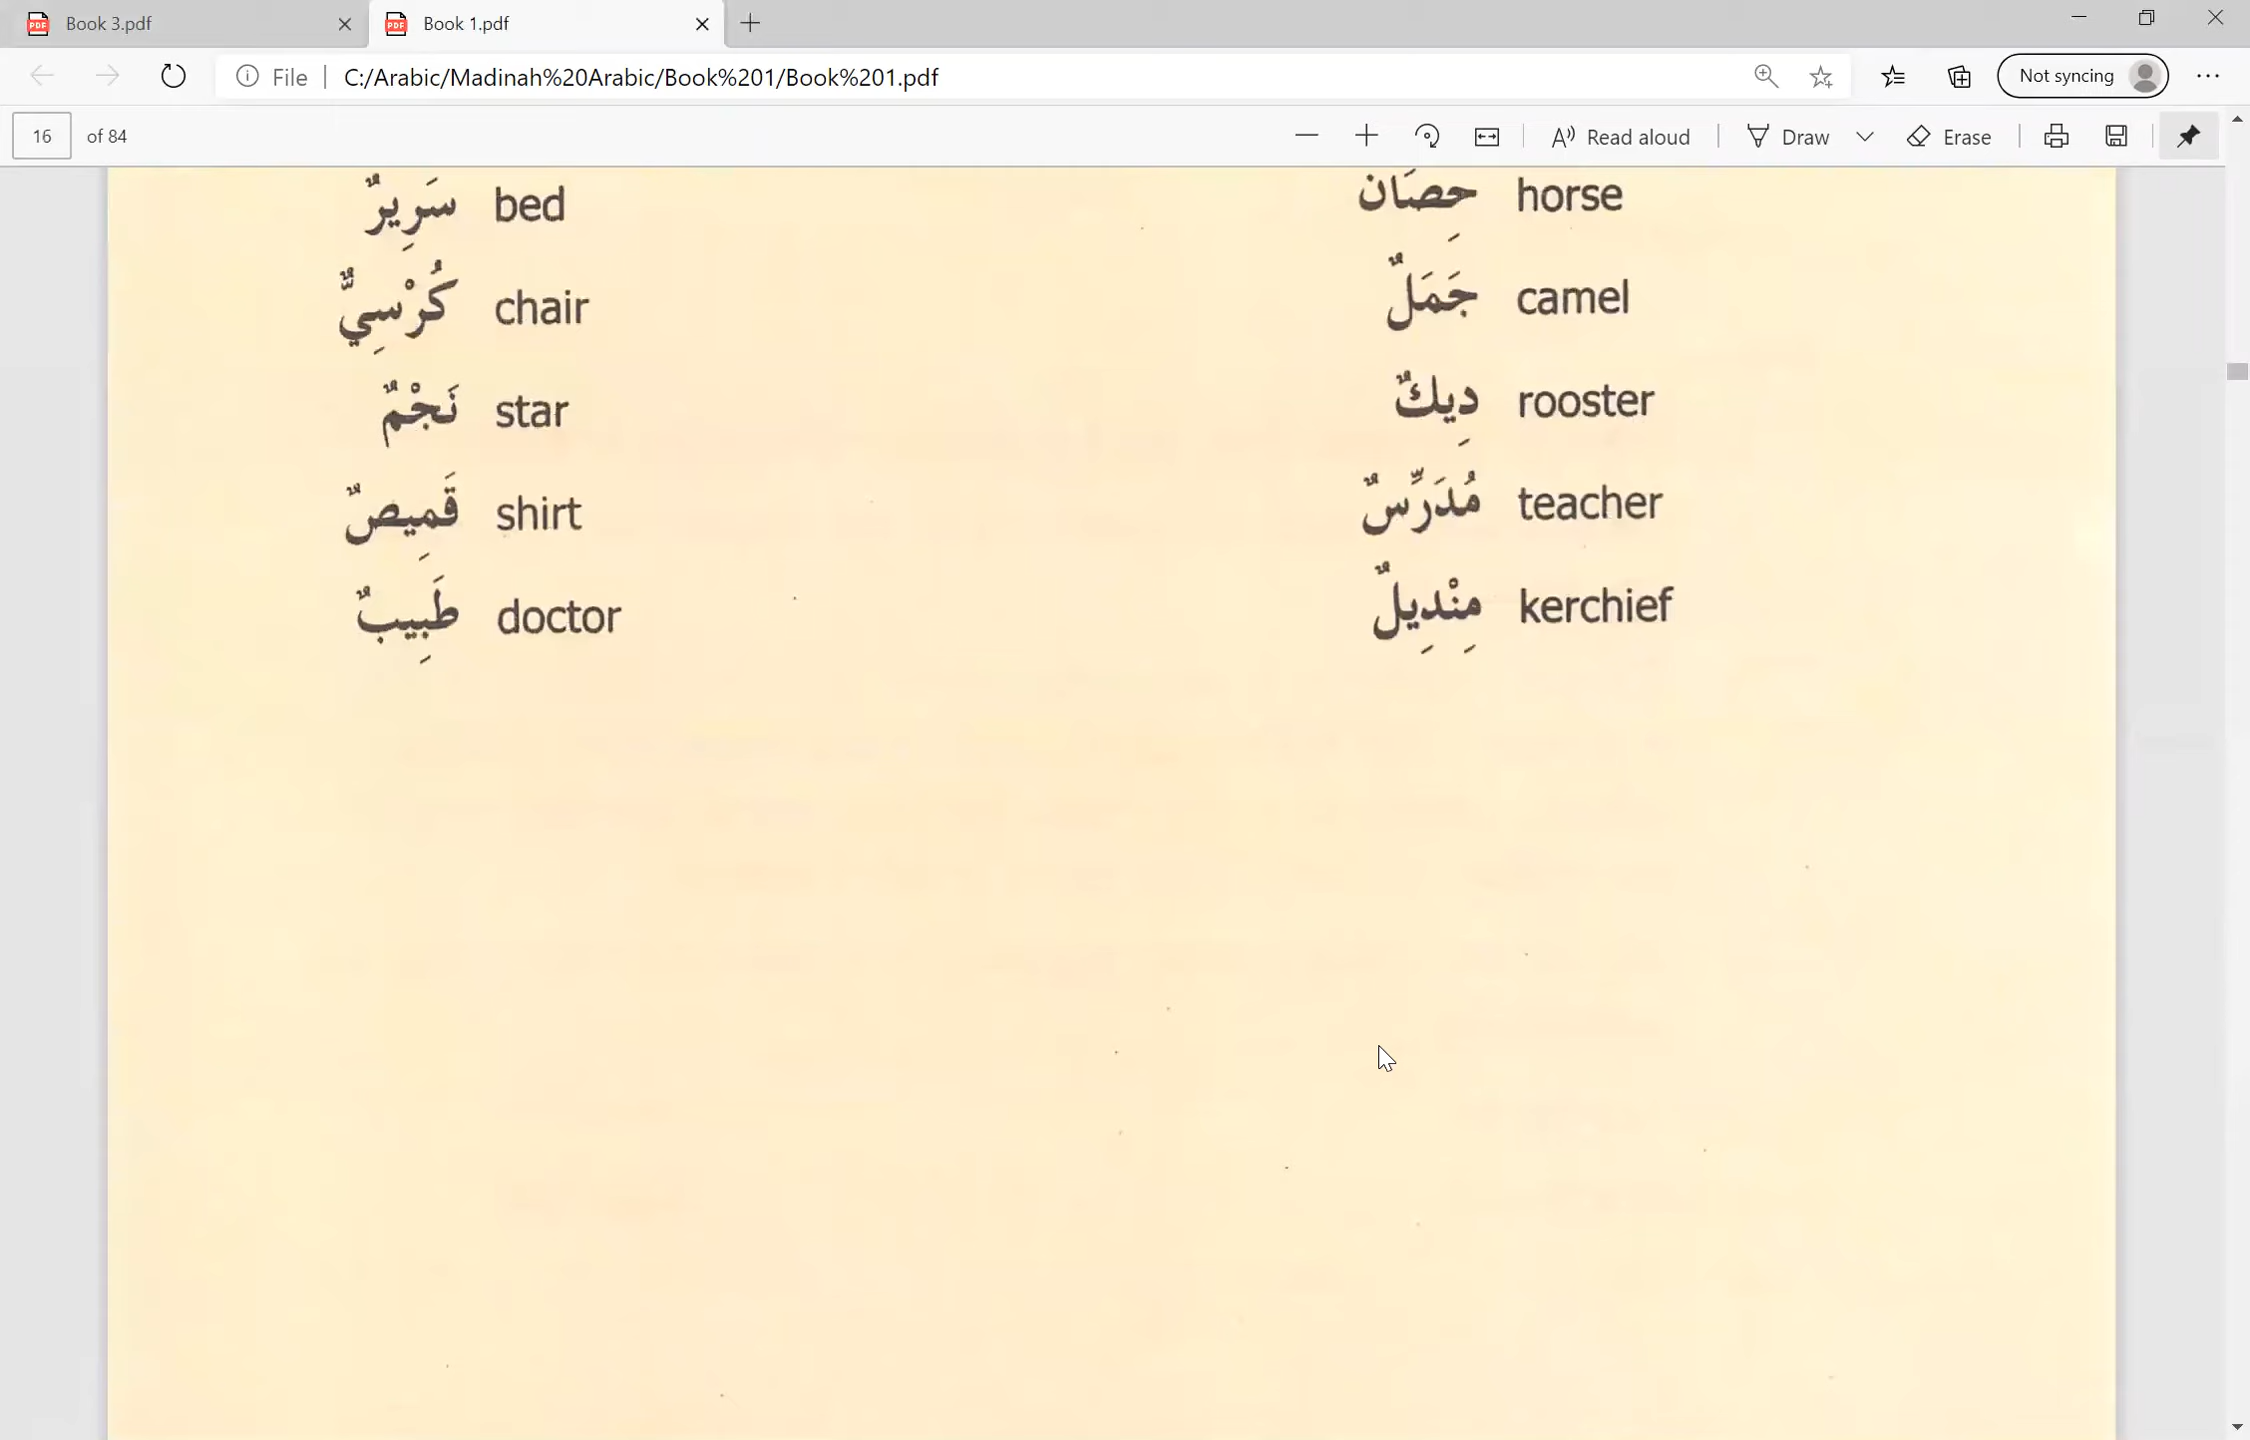 Book 3.pdf
Book 1.pdf
File
C:/Arabic/Madinah%20Arabic/Book%201/Book%201.pdf
Not syncing
16 of 84
Read aloud
Draw
Erase
سَرِيرٌ bed
حِصَان horse
كُرْسِيٌّ chair
جَمَلٌ camel
نَجْمٌ star
دِيكٌ rooster
قَمِيصٌ shirt
مُدَرِّسٌ teacher
طَبِيبٌ doctor
مِنْدِيلٌ kerchief